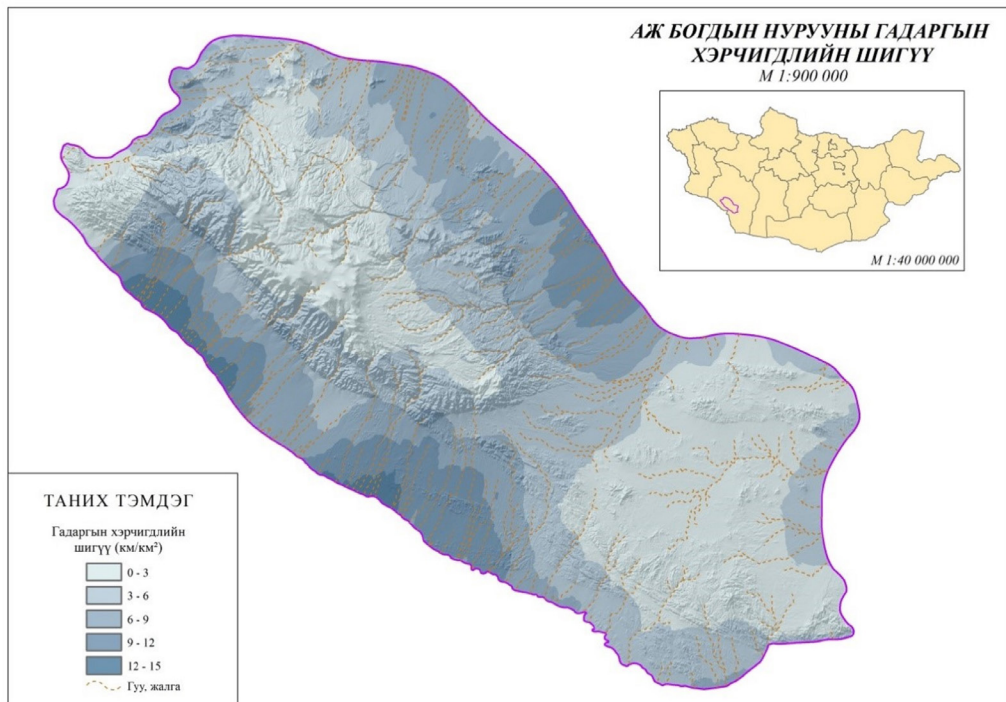 АЖ БОГДЫН НУРУУНЫ ГАДАРГЫН
ХЭРЧИГДЛИЙН ШИГҮҮ
М 1:900 000
М 1:40 000 000
ТАНИХ ТЭМДЭГ
Гадаргын хэрчигдлийн
шигүү (км/км²)
0 - 3
3 - 6
6 - 9
9 - 12
12 - 15
Гуу, жалга